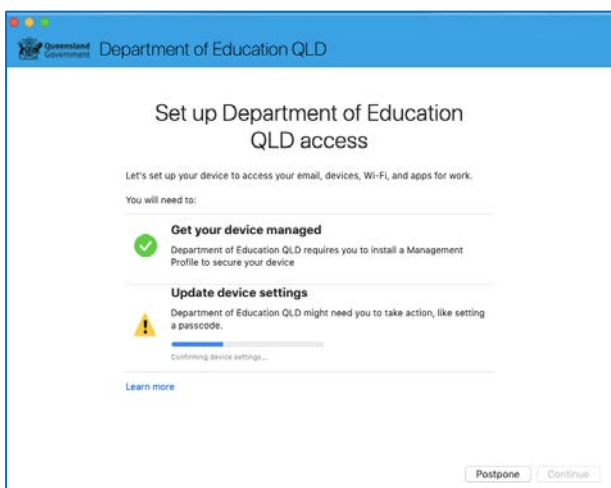 Queensland
Government
Department of Education QLD
Set up Department of Education
QLD access
Let's set up your device to access your email, devices, Wi-Fi, and apps for work.
You will need to:
Get your device managed
Department of Education QLD requires you to install a Management
Profile to secure your device
Update device settings
Department of Education QLD might need you to take action, like setting
a passcode.
Confirming device settings...
Learn more
Postpone
Continue